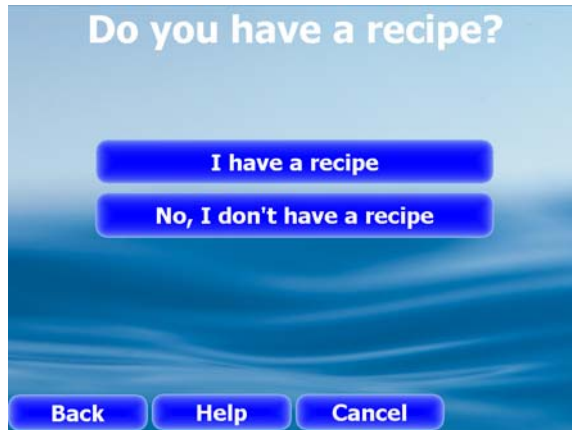 Do you have a recipe?
I have a recipe
No, I don't have a recipe
Back Help Cancel